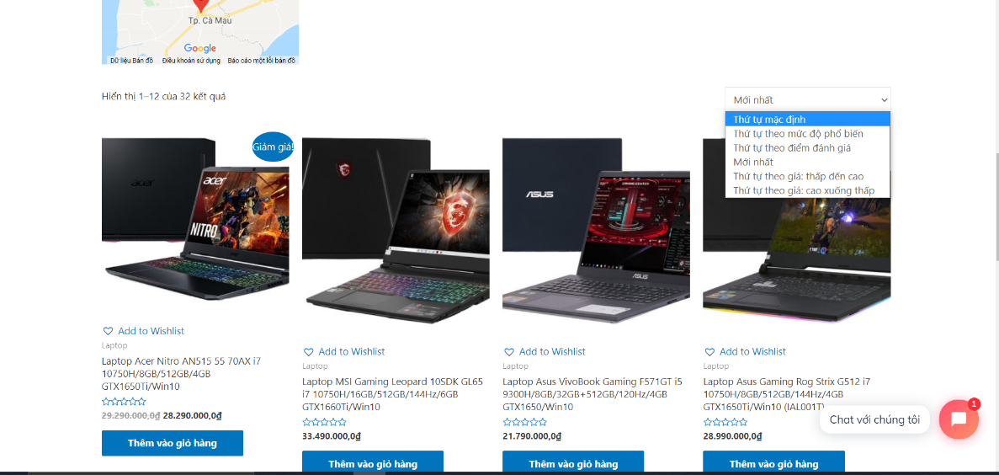 Tp. Cà Mau
Google
Dữ liệu Bản đồ Điều khoản sử dụng Báo cáo một lỗi bản đồ
Hiển thị 1–12 của 32 kết quả
Mới nhất
Thứ tự mặc định
Thứ tự theo mức độ phổ biến
Thứ tự theo điểm đánh giá
Mới nhất
Thứ tự theo giá: thấp đến cao
Thứ tự theo giá: cao xuống thấp
Giảm giá!
acer
acer
NITRO
ASUS
ASUS
Add to Wishlist
Laptop
Laptop Acer Nitro AN515 55 70AX i7
10750H/8GB/512GB/4GB
GTX1650Ti/Win10
29.290.000,0₫ 28.290.000,0₫
Thêm vào giỏ hàng
Add to Wishlist
Laptop
Laptop MSI Gaming Leopard 10SDK GL65
i7 10750H/16GB/512GB/144Hz/6GB
GTX1660Ti/Win10
33.490.000,0₫
Thêm vào giỏ hàng
Add to Wishlist
Laptop
Laptop Asus VivoBook Gaming F571GT i5
9300H/8GB/32GB+512GB/120Hz/4GB
GTX1650/Win10
21.790.000,0₫
Thêm vào giỏ hàng
Add to Wishlist
Laptop
Laptop Asus Gaming Rog Strix G512 i7
10750H/8GB/512GB/144Hz/4GB
GTX1650Ti/Win10 (IAL001T)
28.990.000,0₫
Thêm vào giỏ hàng
Chat với chúng tôi
1